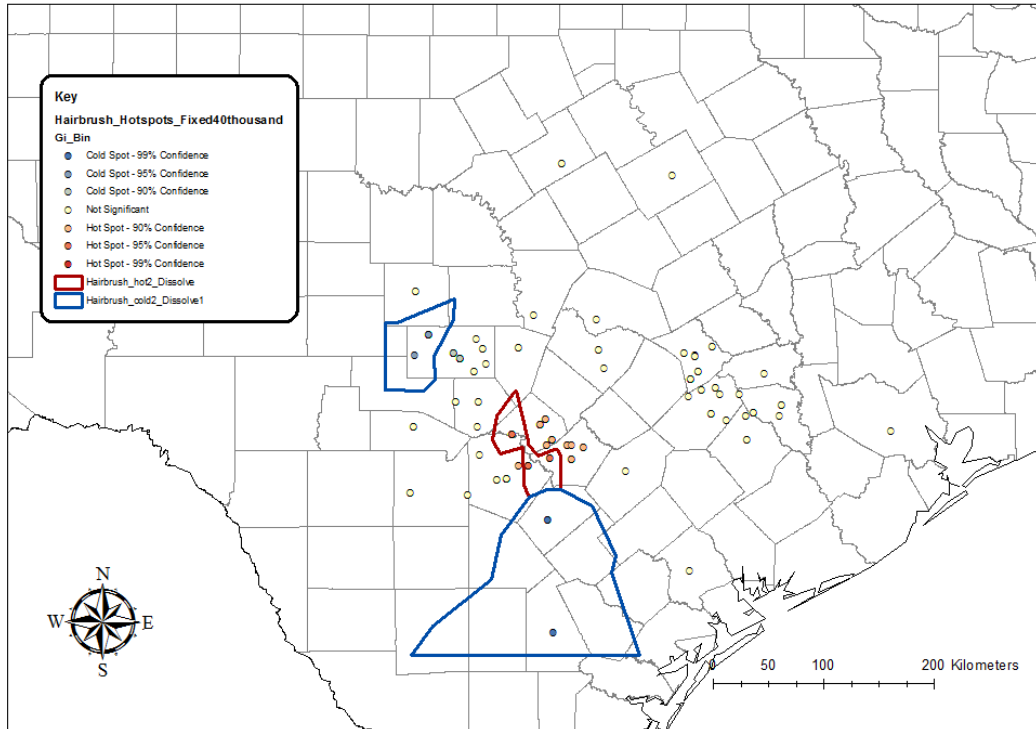 Key
Hairbrush_Hotspots_Fixed40thousand
Gi_Bin
Cold Spot - 99% Confidence
Cold Spot - 95% Confidence
Cold Spot - 90% Confidence
Not Significant
Hot Spot - 90% Confidence
Hot Spot - 95% Confidence
Hot Spot - 99% Confidence
Hairbrush_hot2_Dissolve
Hairbrush_cold2_Dissolve1
N
W E
S
0 50 100 200 Kilometers